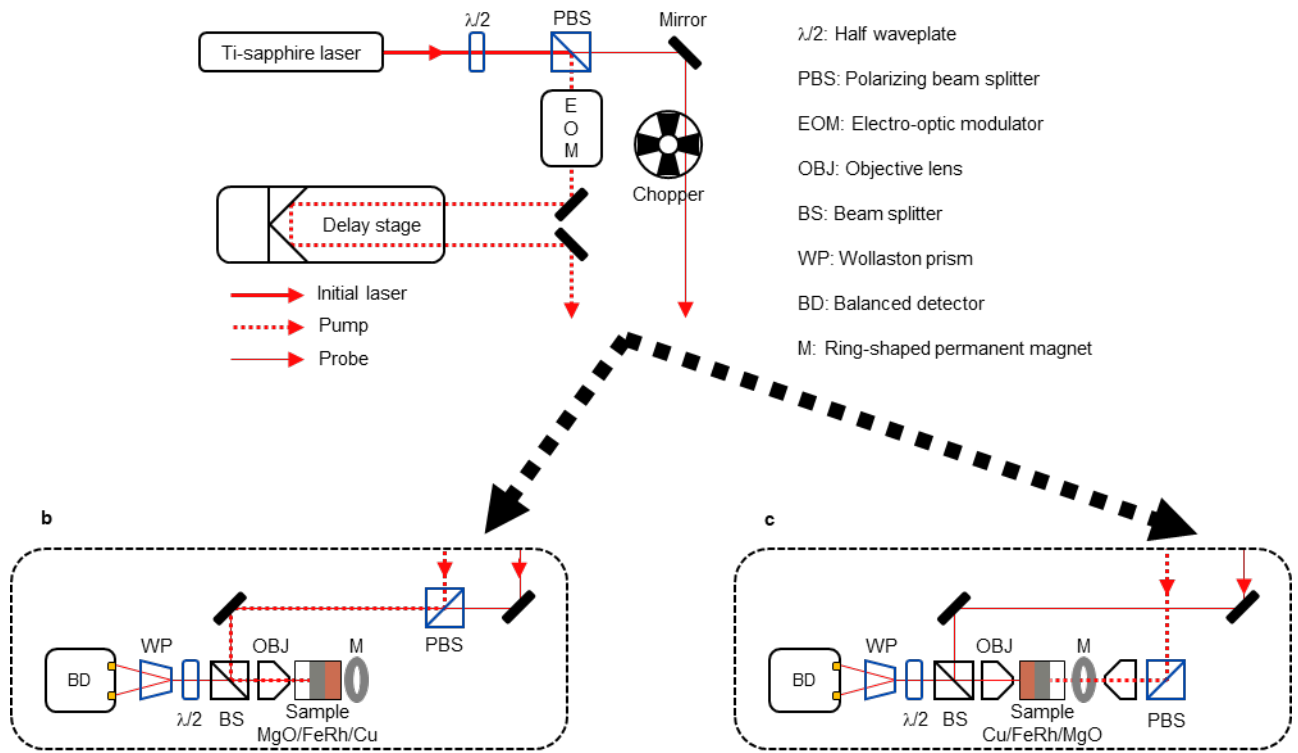 λ/2
PBS
Mirror
Ti-sapphire laser
E
O
M
Chopper
Delay stage
Initial laser
Pump
Probe
λ/2: Half waveplate
PBS: Polarizing beam splitter
EOM: Electro-optic modulator
OBJ: Objective lens
BS: Beam splitter
WP: Wollaston prism
BD: Balanced detector
M: Ring-shaped permanent magnet
b
PBS
WP
OBJ
M
BD
λ/2
BS
Sample
MgO/FeRh/Cu
c
WP
OBJ
M
BD
λ/2
BS
Sample
Cu/FeRh/MgO
PBS